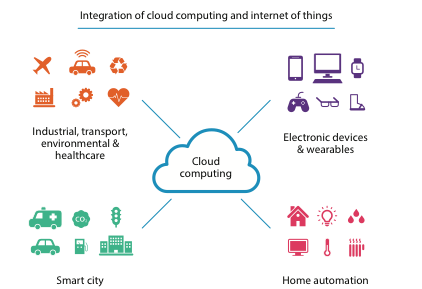 Integration of cloud computing and internet of things
Industrial, transport,
environmental &
healthcare
Electronic devices
& wearables
Cloud
computing
CO₂
Smart city
Home automation